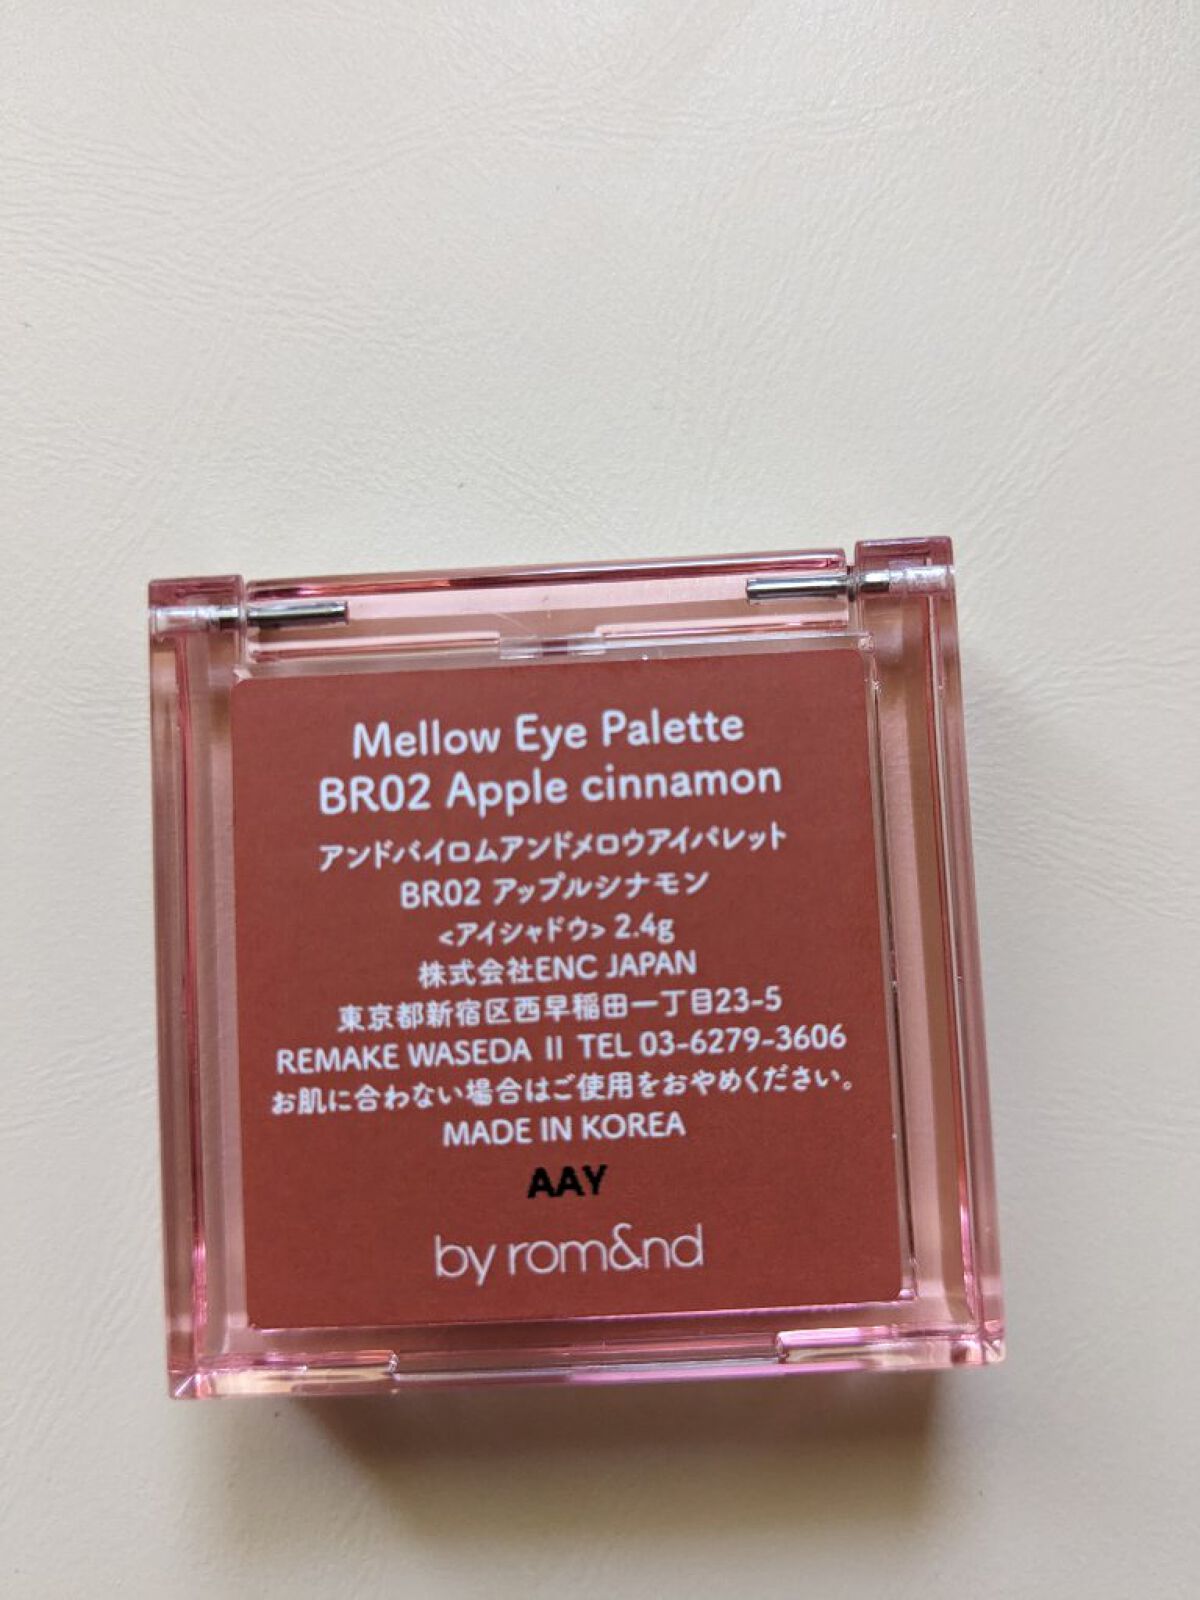 Mellow Eye Palette
BR02 Apple cinnamon
アンドバイロムアンドメロウアイパレット
BR02 アップルシナモン
<アイシャドウ> 2.4g
株式会社ENC JAPAN
東京都新宿区西早稲田一丁目23-5
REMAKE WASEDA II TEL 03-6279-3606
お肌に合わない場合はご使用をおやめください。
MADE IN KOREA
AAY
by rom&nd